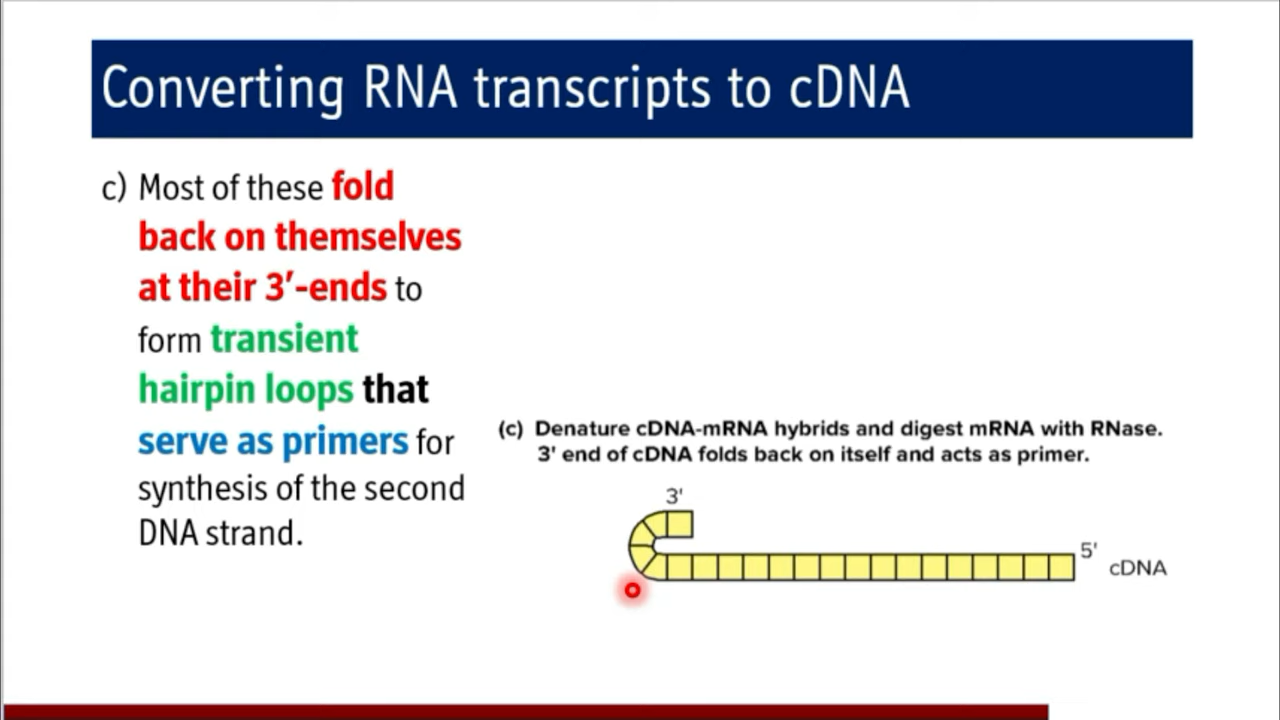 Converting RNA transcripts to cDNA
c) Most of these fold
back on themselves
at their 3′-ends to
form transient
hairpin loops that
serve as primers for
synthesis of the second
DNA strand.
(c) Denature cDNA-mRNA hybrids and digest mRNA with RNase.
3' end of cDNA folds back on itself and acts as primer.
3'
5'
cDNA